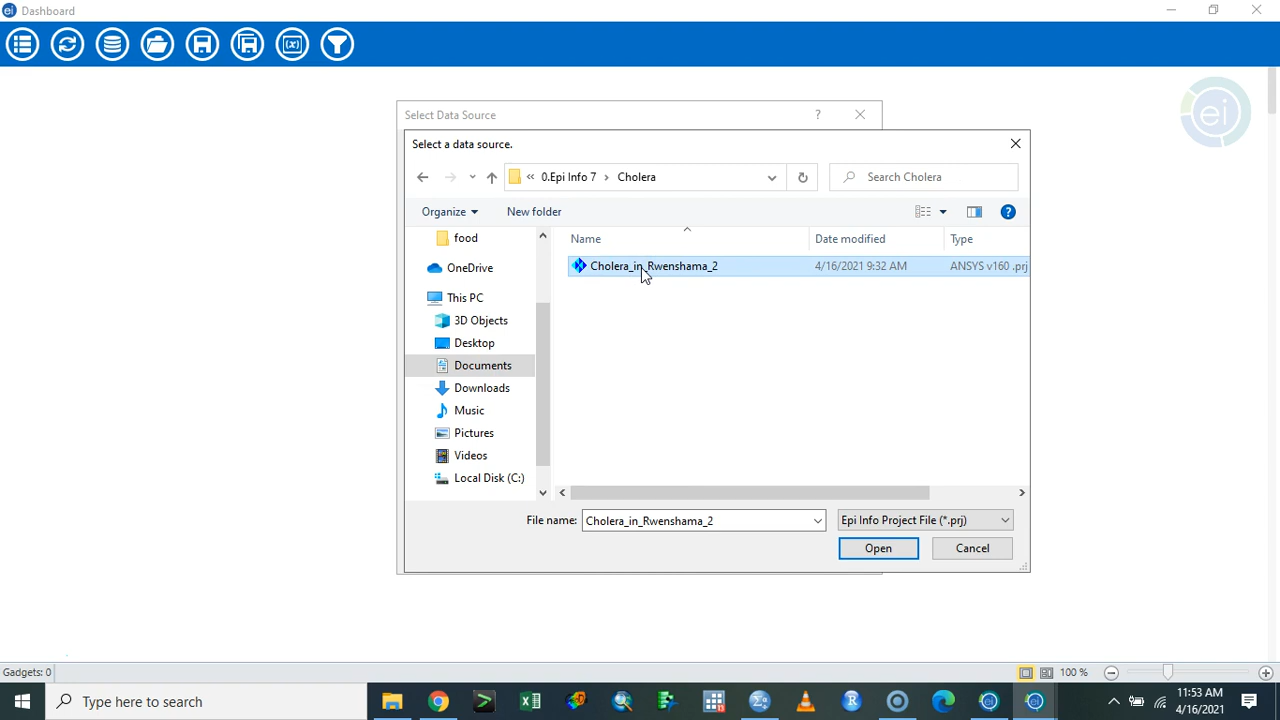 ei Dashboard
ei
Select Data Source ?
Select a data source.
« 0.Epi Info 7 › Cholera
Search Cholera
Organize New folder ?
food
OneDrive
This PC
3D Objects
Desktop
Documents
Downloads
Music
Pictures
Videos
Local Disk (C:)
Name Date modified Type
Cholera_in_Rwenshama_2 4/16/2021 9:32 AM ANSYS v160 .prj
File name: Cholera_in_Rwenshama_2 Epi Info Project File (*.prj)
Open Cancel
Gadgets: 0 100 %
Type here to search
11:53 AM
4/16/2021